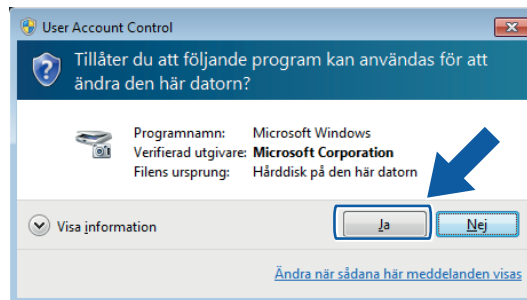 User Account Control
Tillåter du att följande program kan användas för att
ändra den här datorn?
Programnamn: Microsoft Windows
Verifierad utgivare: Microsoft Corporation
Filens ursprung: Hårddisk på den här datorn
Visa information
Ja
Nej
Ändra när sådana här meddelanden visas